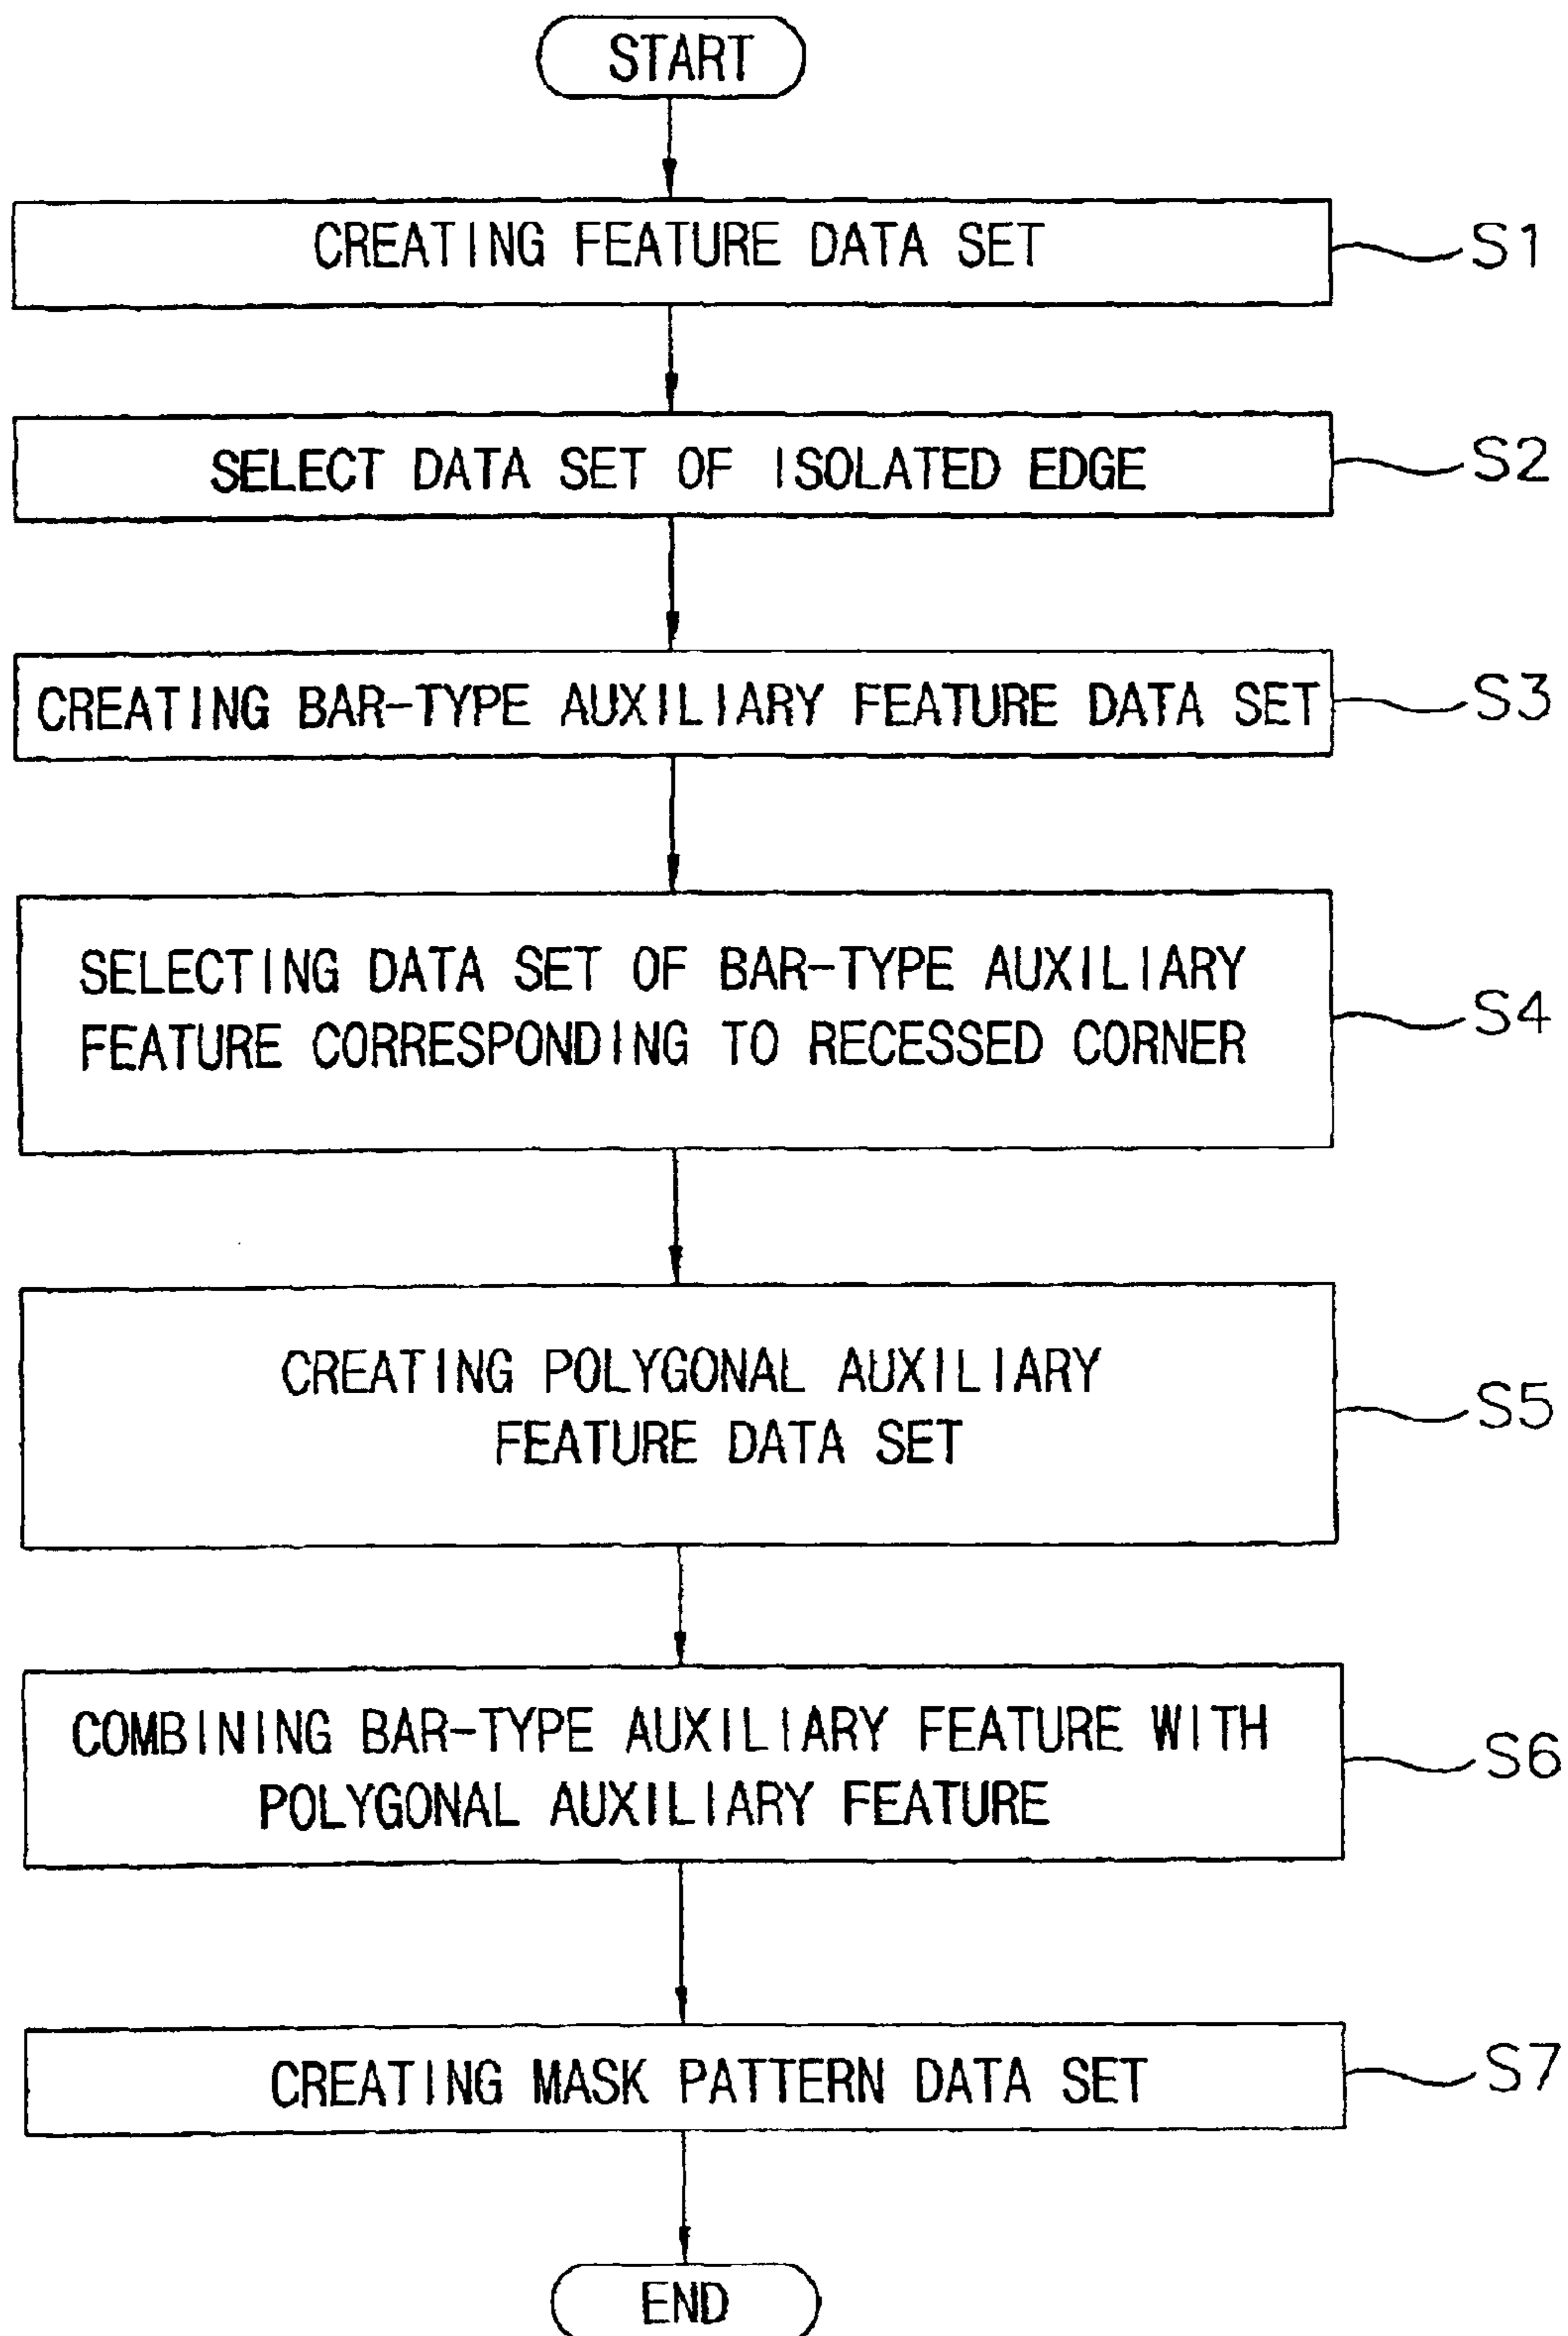 START
CREATING FEATURE DATA SET
S1
SELECT DATA SET OF ISOLATED EDGE
S2
CREATING BAR-TYPE AUXILIARY FEATURE DATA SET
S3
SELECTING DATA SET OF BAR-TYPE AUXILIARY
FEATURE CORRESPONDING TO RECESSED CORNER
S4
CREATING POLYGONAL AUXILIARY
FEATURE DATA SET
S5
COMBINING BAR-TYPE AUXILIARY FEATURE WITH
POLYGONAL AUXILIARY FEATURE
S6
CREATING MASK PATTERN DATA SET
S7
END